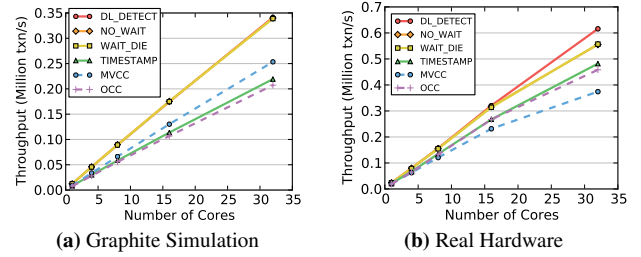 Throughput (Million txn/s)
0.35
0.30
0.25
0.20
0.15
0.10
0.05
0.00
DL_DETECT
NO_WAIT
WAIT_DIE
TIMESTAMP
MVCC
OCC
0 5 10 15 20 25 30 35
Number of Cores
(a) Graphite Simulation
Throughput (Million txn/s)
0.7
0.6
0.5
0.4
0.3
0.2
0.1
0.0
DL_DETECT
NO_WAIT
WAIT_DIE
TIMESTAMP
MVCC
OCC
0 5 10 15 20 25 30 35
Number of Cores
(b) Real Hardware